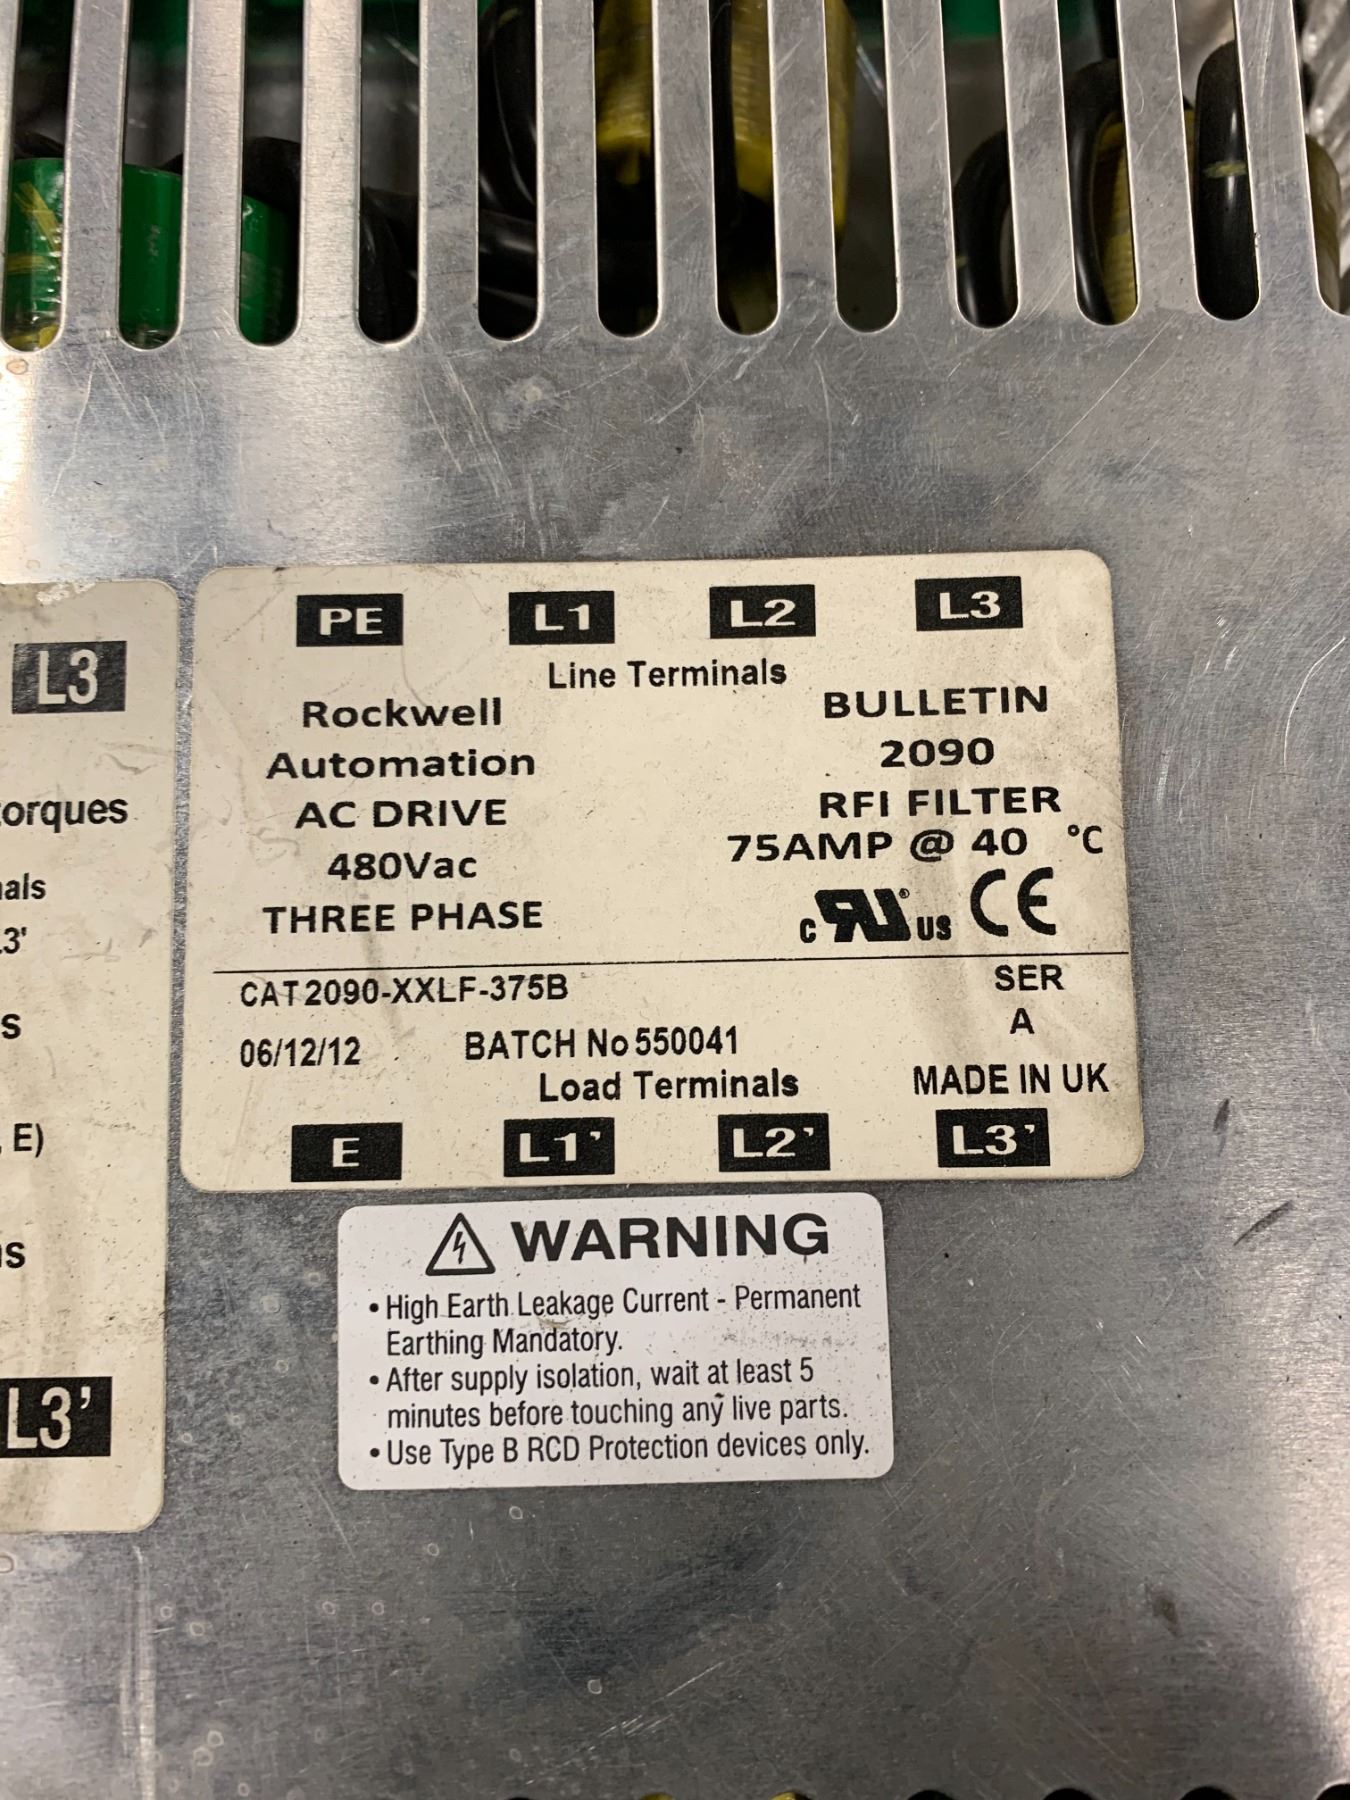 L3
orques
als
3'
s
, E)
s
L3'
PE L1 L2 L3
Line Terminals
Rockwell
Automation
AC DRIVE
480Vac
THREE PHASE
BULLETIN
2090
RFI FILTER
75AMP @ 40 °C
c RU ® US CE
CAT 2090-XXLF-375B
SER
A
06/12/12 BATCH No 550041
Load Terminals
MADE IN UK
E L1' L2' L3'
WARNING
• High Earth Leakage Current - Permanent
Earthing Mandatory.
• After supply isolation, wait at least 5
minutes before touching any live parts.
• Use Type B RCD Protection devices only.